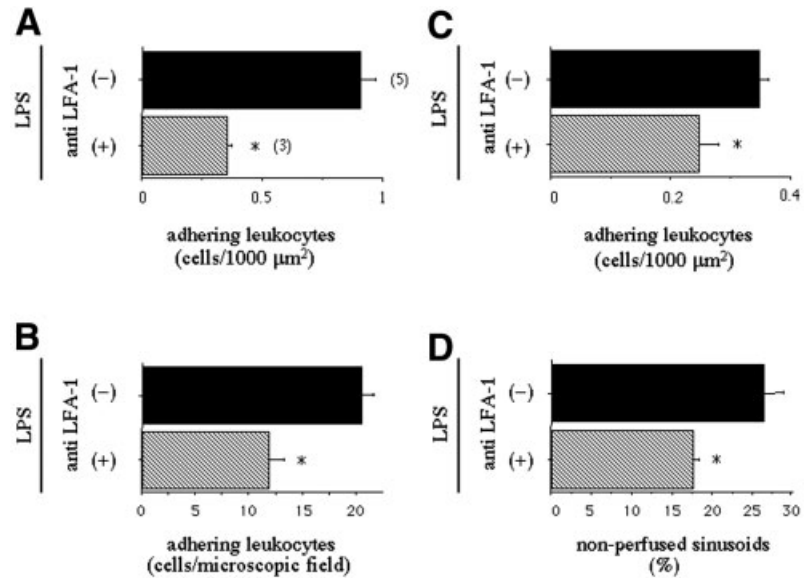 A
LPS
anti LFA-1
(−)
(+)
(5)
* (3)
0 0.5 1
adhering leukocytes
(cells/1000 μm²)
C
LPS
anti LFA-1
(−)
(+)
*
0 0.2 0.4
adhering leukocytes
(cells/1000 μm²)
B
LPS
anti LFA-1
(−)
(+)
*
0 5 10 15 20
adhering leukocytes
(cells/microscopic field)
D
LPS
anti LFA-1
(−)
(+)
*
0 5 10 15 20 25 30
non-perfused sinusoids
(%)